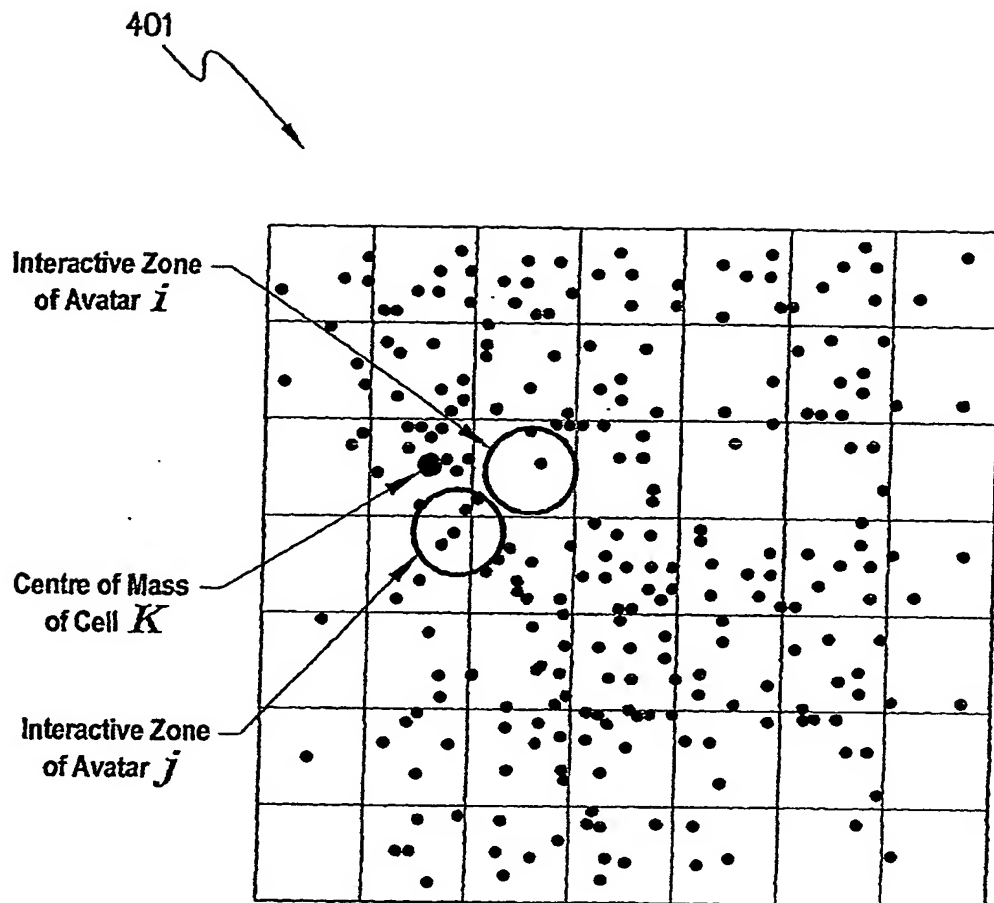 401
Interactive Zone
of Avatar i
Centre of Mass
of Cell K
Interactive Zone
of Avatar j